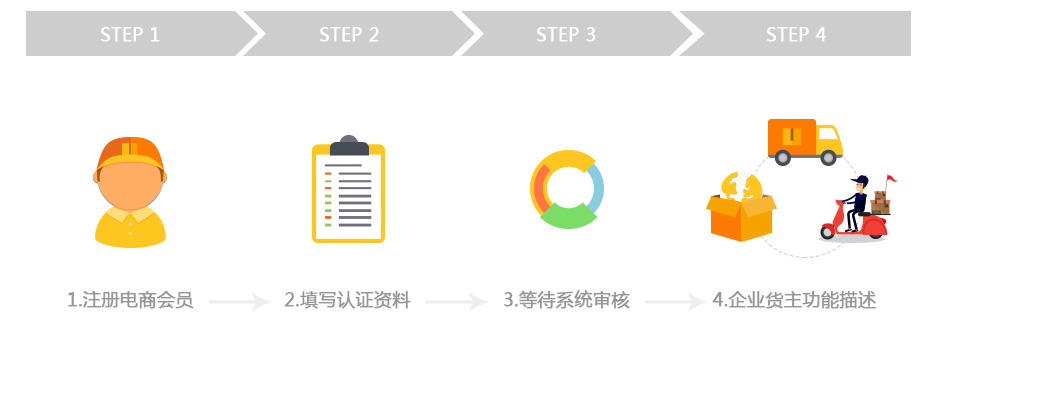 STEP 1
STEP 2
STEP 3
STEP 4
1.注册电商会员
2.填写认证资料
3.等待系统审核
4.企业货主功能描述